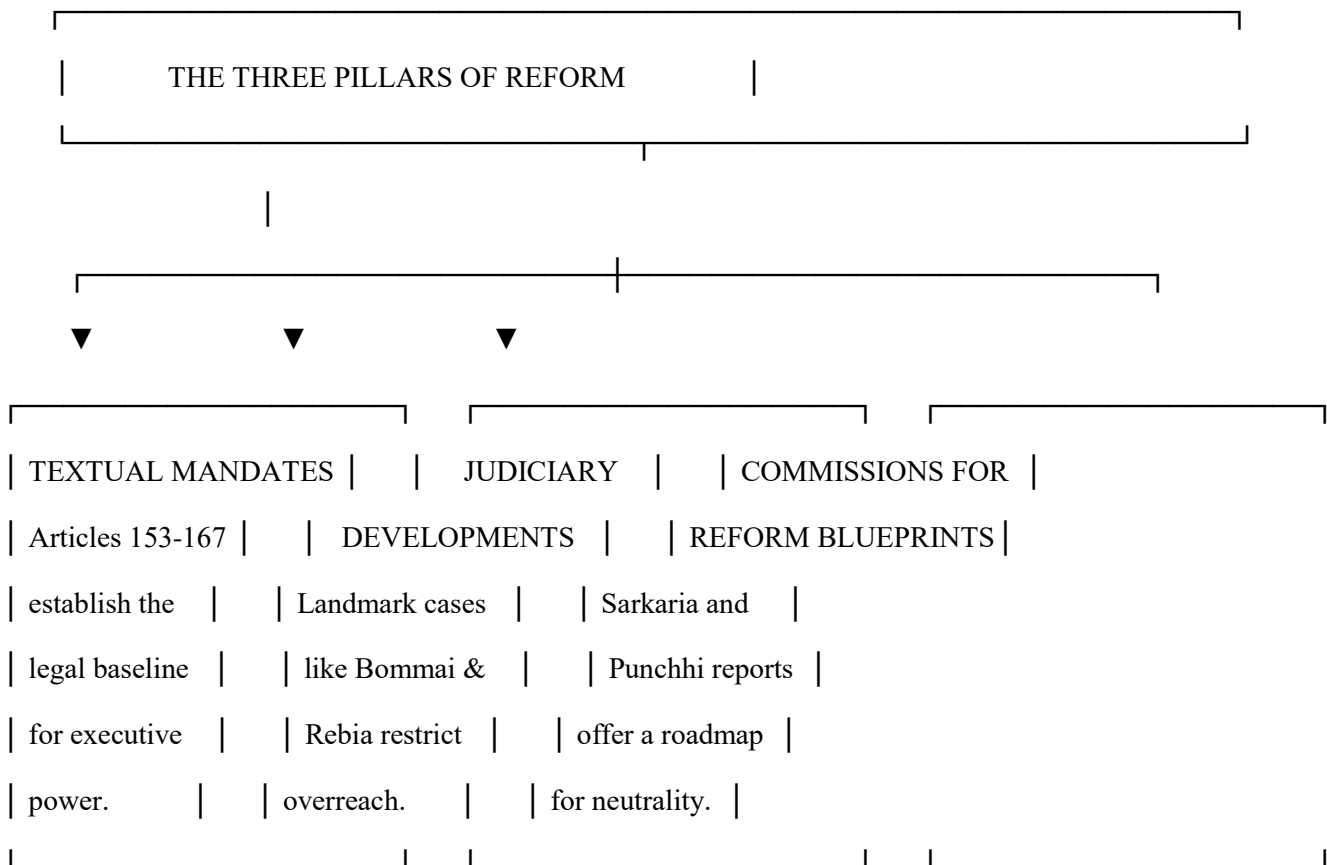 THE THREE PILLARS OF REFORM
TEXTUAL MANDATES JUDICIARY COMMISSIONS FOR
Articles 153-167 DEVELOPMENTS REFORM BLUEPRINTS
establish the Landmark cases Sarkaria and
legal baseline like Bommai & Punchhi reports
for executive Rebia restrict offer a roadmap
power. overreach. for neutrality.